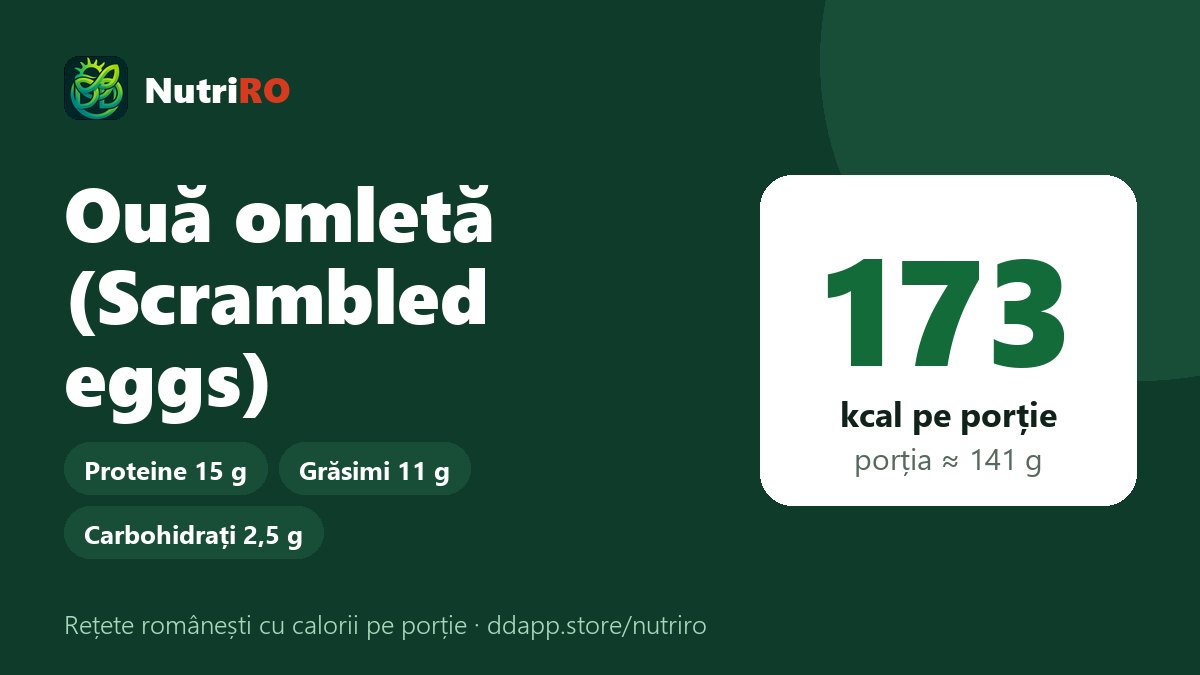 NutriRO
Ouă omletă
(Scrambled
eggs)
Proteine 15 g
Grăsimi 11 g
Carbohidrați 2,5 g
173
kcal pe porție
porția ≈ 141 g
Rețete românești cu calorii pe porție · ddapp.store/nutriro